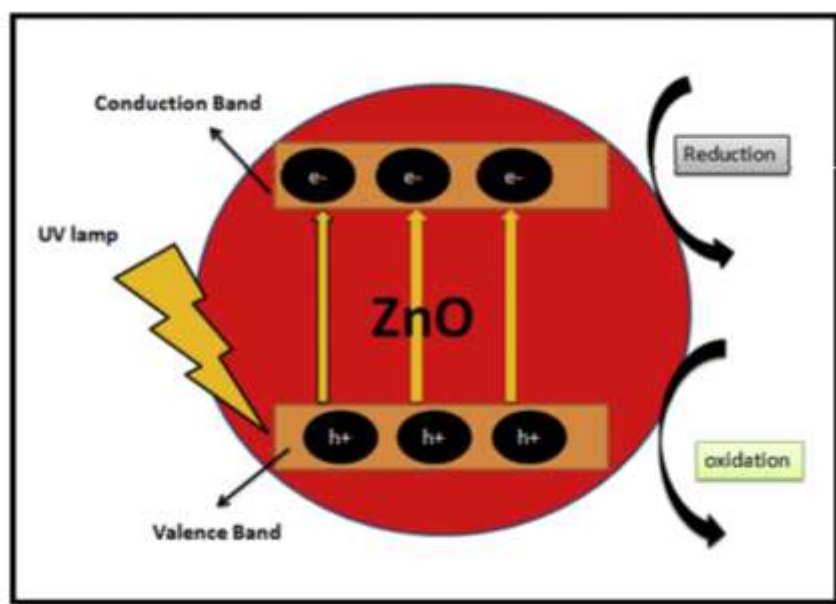 Conduction Band
e-
e-
e-
Reduction
UV lamp
ZnO
h+
h+
h+
oxidation
Valence Band